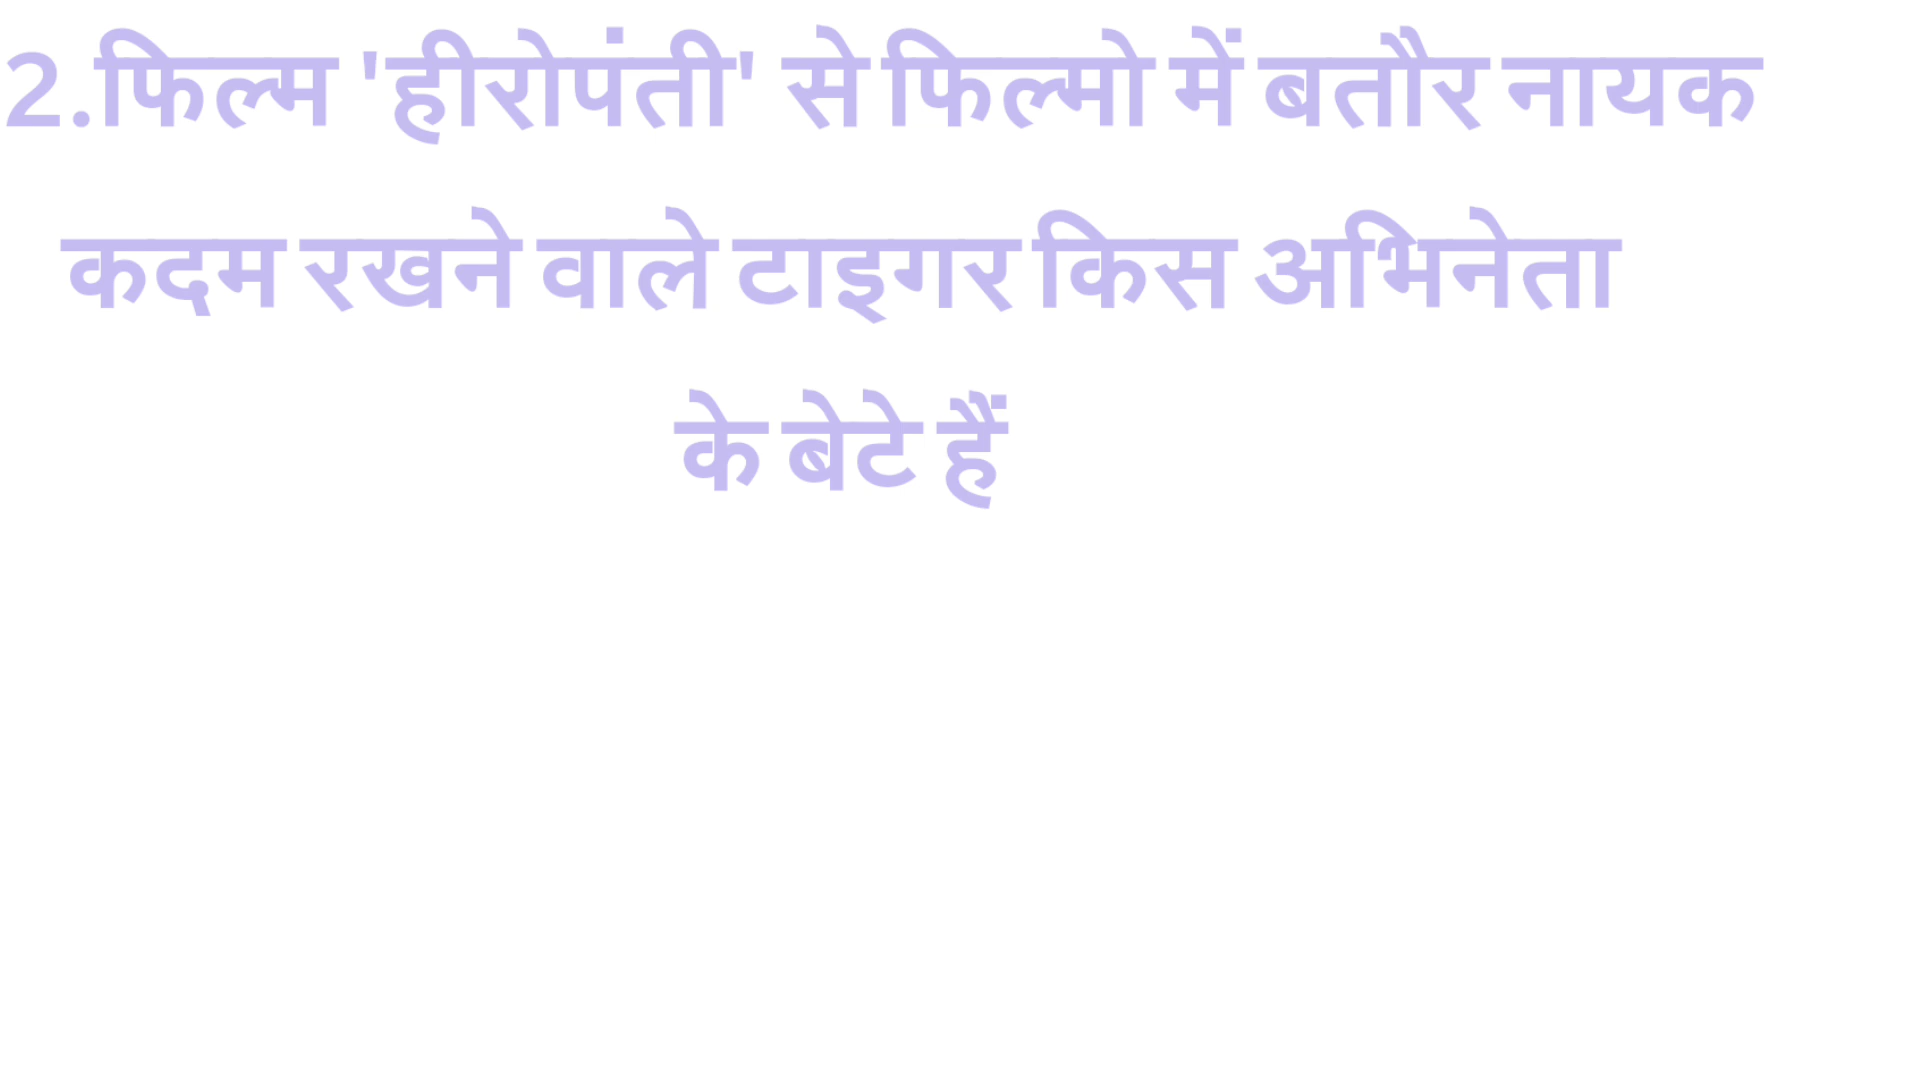 2.फिल्म 'हीरोपंती' से फिल्मो में बतौर नायक
कदम रखने वाले टाइगर किस अभिनेता
के बेटे हैं